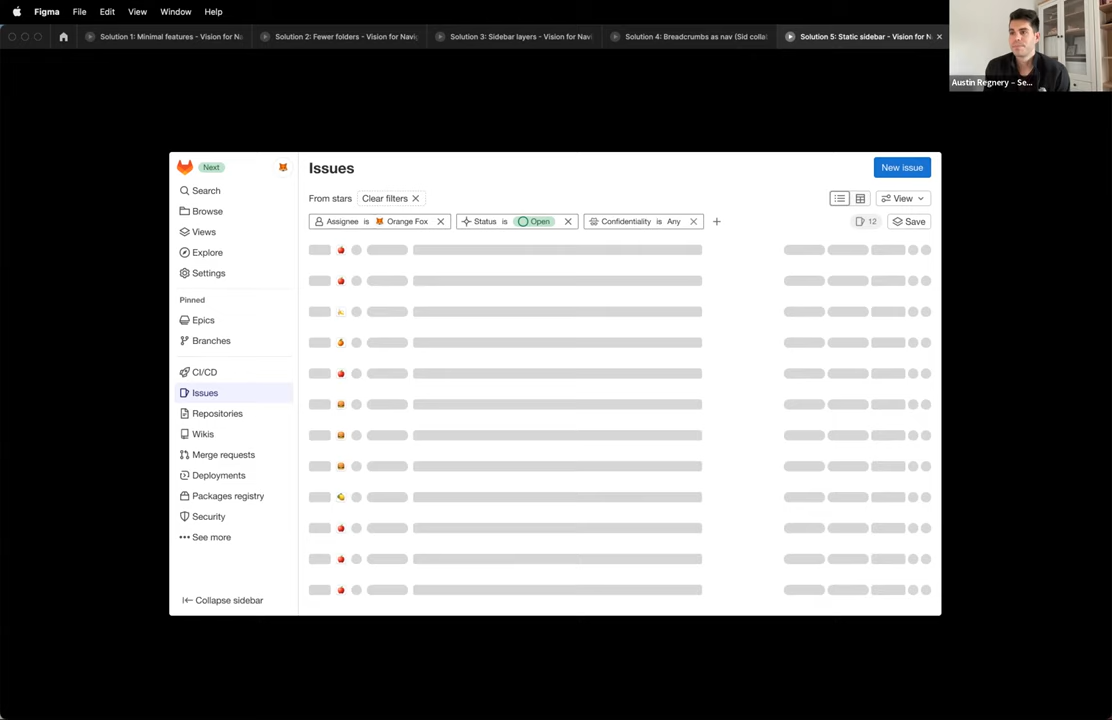 Figma File Edit View Window Help
Solution 1: Minimal features - Vision for Na
Solution 2: Fewer folders - Vision for Navig
Solution 3: Sidebar layers - Vision for Navi
Solution 4: Breadcrumbs as nav (Sid colla
Solution 5: Static sidebar - Vision for N
Austin Regnery – Se...
Next
Search
Browse
Views
Explore
Settings
Pinned
Epics
Branches
CI/CD
Issues
Repositories
Wikis
Merge requests
Deployments
Packages registry
Security
See more
Collapse sidebar
Issues
New issue
From stars Clear filters
View
Assignee is Orange Fox
Status is Open
Confidentiality is Any
12
Save